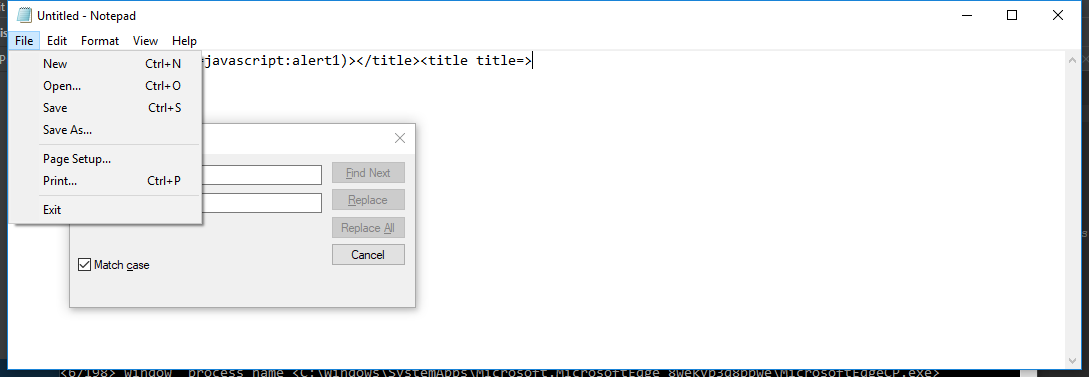 Untitled - Notepad
File Edit Format View Help
=javascript:alert1)></title><title title=>
New Ctrl+N
Open... Ctrl+O
Save Ctrl+S
Save As...
Page Setup...
Print... Ctrl+P
Exit
Find Next
Replace
Replace All
Cancel
Match case
<6/198> window process name <C:\Windows\SystemApps\Microsoft.MicrosoftEdge_8wekyb3d8bbwe\MicrosoftEdgeCP.exe>